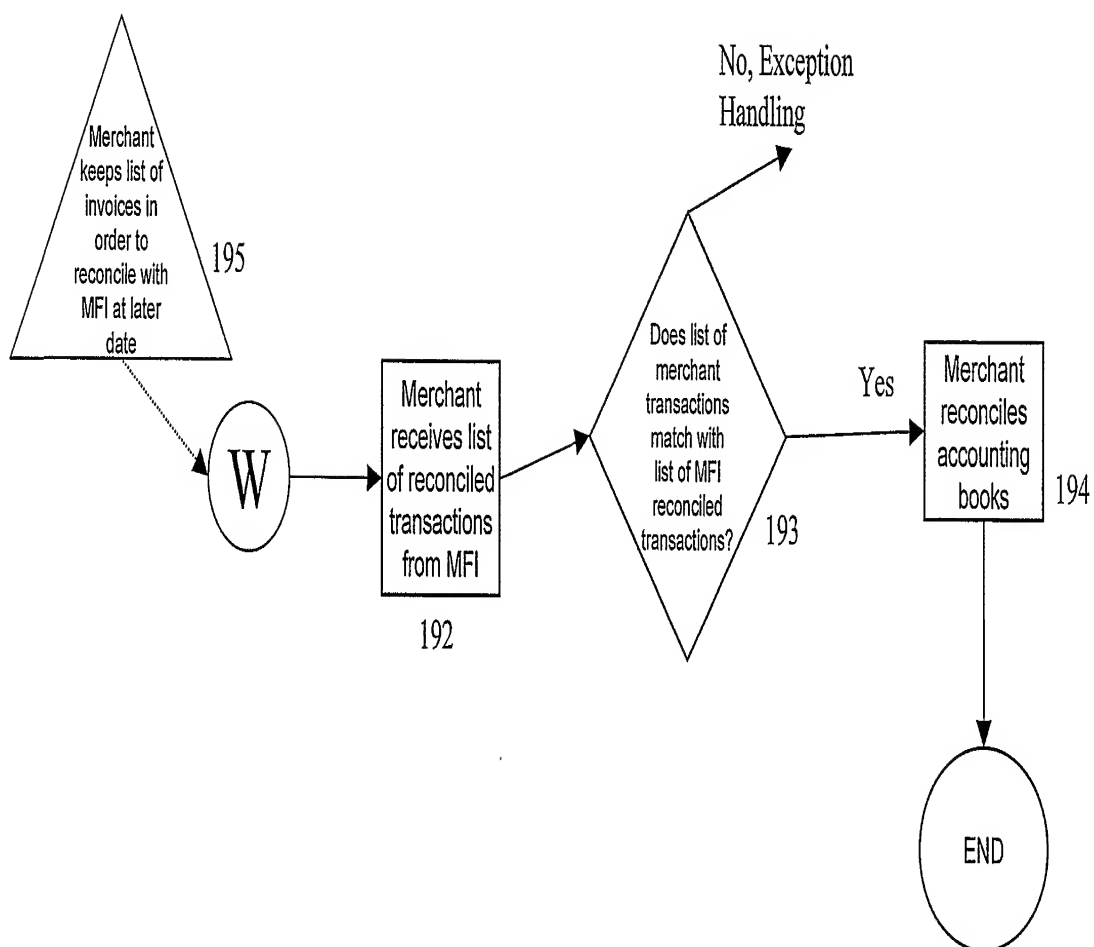 No, Exception
Handling
Merchant
keeps list of
invoices in
order to
reconcile with
MFI at later
date
195
W
Merchant
receives list
of reconciled
transactions
from MFI
192
Does list of
merchant
transactions
match with
list of MFI
reconciled
transactions?
193
Yes
Merchant
reconciles
accounting
books
194
END